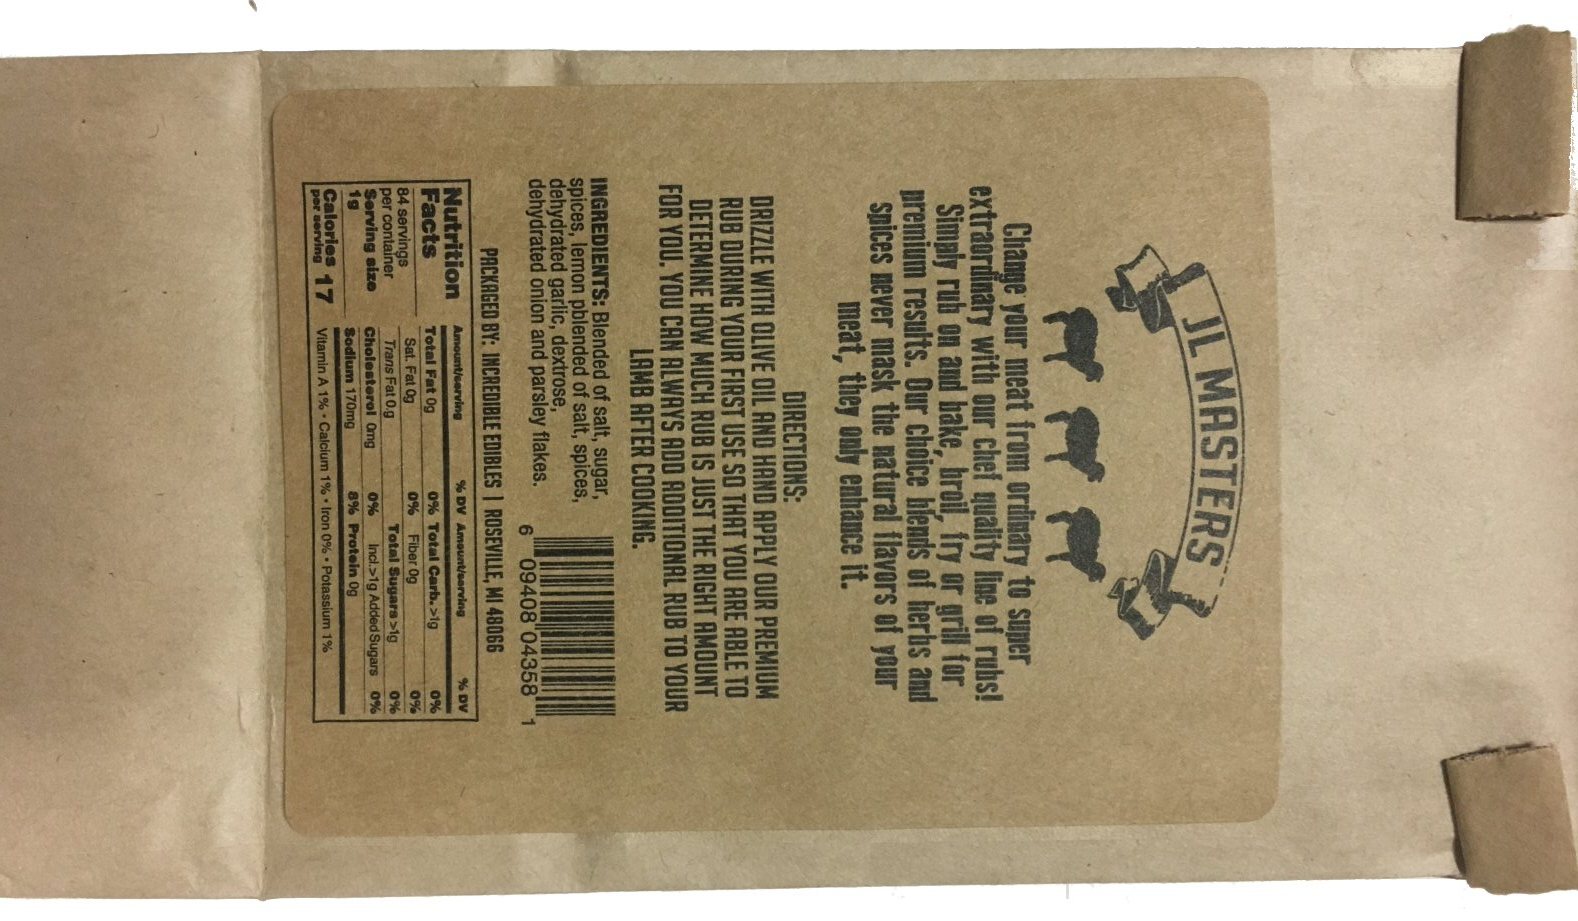 JL MASTERS
Change your meat from ordinary to super
extraordinary with our chef quality line of rubs!
Simply rub on and bake, broil, fry or grill for
premium results. Our choice blends of herbs and
spices never mask the natural flavors of your
meat, they only enhance it.
DIRECTIONS:
DRIZZLE WITH OLIVE OIL AND HAND APPLY OUR PREMIUM
RUB DURING YOUR FIRST USE SO THAT YOU ARE ABLE TO
DETERMINE HOW MUCH RUB IS JUST THE RIGHT AMOUNT
FOR YOU. YOU CAN ALWAYS ADD ADDITIONAL RUB TO YOUR
LAMB AFTER COOKING.
INGREDIENTS: Blended of salt, sugar,
spices, lemon pblended of salt, spices,
dehydrated garlic, dextrose,
dehydrated onion and parsley flakes.
6 09408 04358 1
PACKAGED BY: INCREDIBLE EDIBLES | ROSEVILLE, MI 48066
Nutrition
Facts
84 servings
per container
Serving size
1g
Calories 17
per serving
Amount/serving % DV Amount/serving % DV
Total Fat 0g 0% Total Carb. >1g 0%
Sat. Fat 0g 0% Fiber 0g 0%
Trans Fat 0g Total Sugars >1g 0%
Cholesterol 0mg 0% Incl.>1g Added Sugars 0%
Sodium 170mg 8% Protein 0g
Vitamin A 1% • Calcium 1% • Iron 0% • Potassium 1%